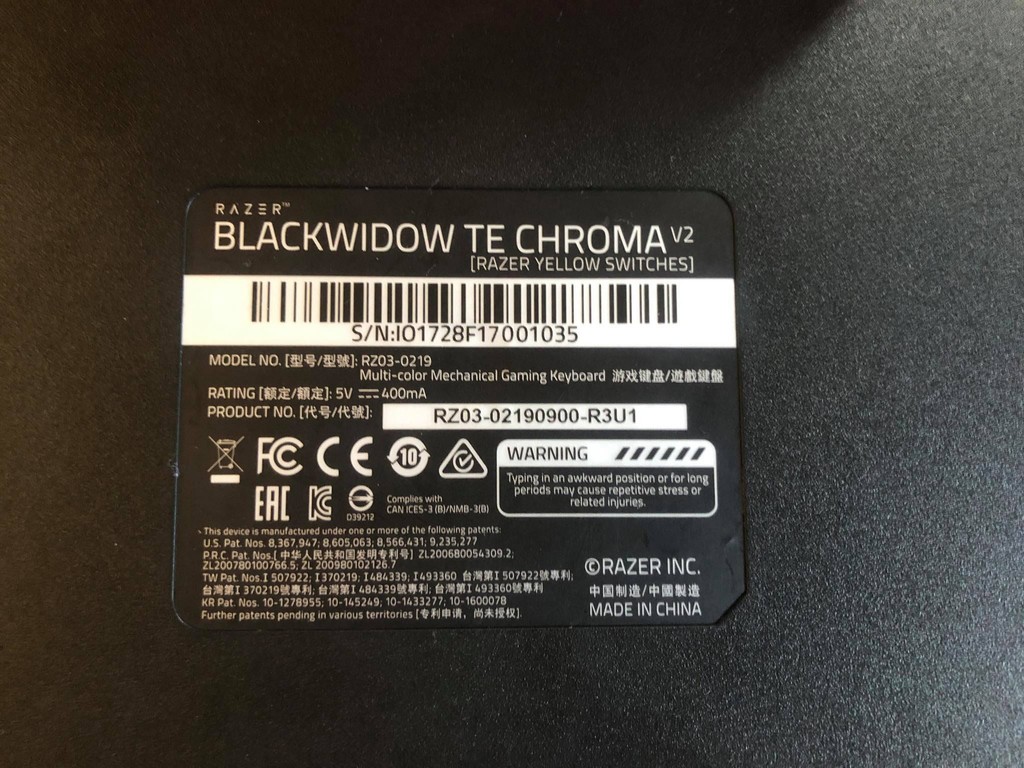 RAZER™
BLACKWIDOW TE CHROMA V2
[RAZER YELLOW SWITCHES]
S/N:IO1728F17001035
MODEL NO. [型号/型號]: RZ03-0219
Multi-color Mechanical Gaming Keyboard 游戏键盘/遊戲鍵盤
RATING [额定/額定]: 5V ⎓ 400mA
PRODUCT NO. [代号/代號]: RZ03-02190900-R3U1
FC CE 10
EAC KC D39212
Complies with
CAN ICES-3 (B)/NMB-3(B)
WARNING
Typing in an awkward position or for long
periods may cause repetitive stress or
related injuries.
This device is manufactured under one or more of the following patents:
U.S. Pat. Nos. 8,367,947; 8,605,063; 8,566,431; 9,235,277
P.R.C. Pat. Nos.[ 中华人民共和国发明专利号] ZL200680054309.2;
ZL200780100766.5; ZL 200980102126.7
TW Pat. Nos.I 507922; I 370219; I 484339; I 493360 台灣第I 507922號專利;
台灣第I 370219號專利; 台灣第I 484339號專利; 台灣第I 493360號專利
KR Pat. Nos. 10-1278955; 10-145249; 10-1433277; 10-1600078
Further patents pending in various territories [专利申请，尚未授权].
©RAZER INC.
中国制造/中國製造
MADE IN CHINA